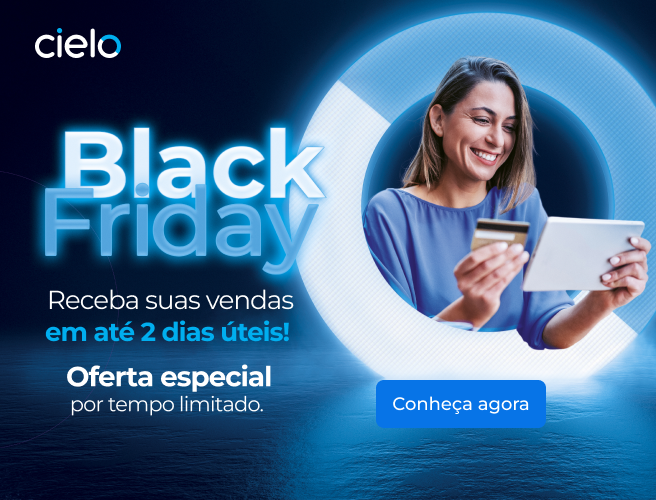 cielo
Black
Friday
Receba suas vendas
em até 2 dias úteis!
Oferta especial
por tempo limitado.
Conheça agora